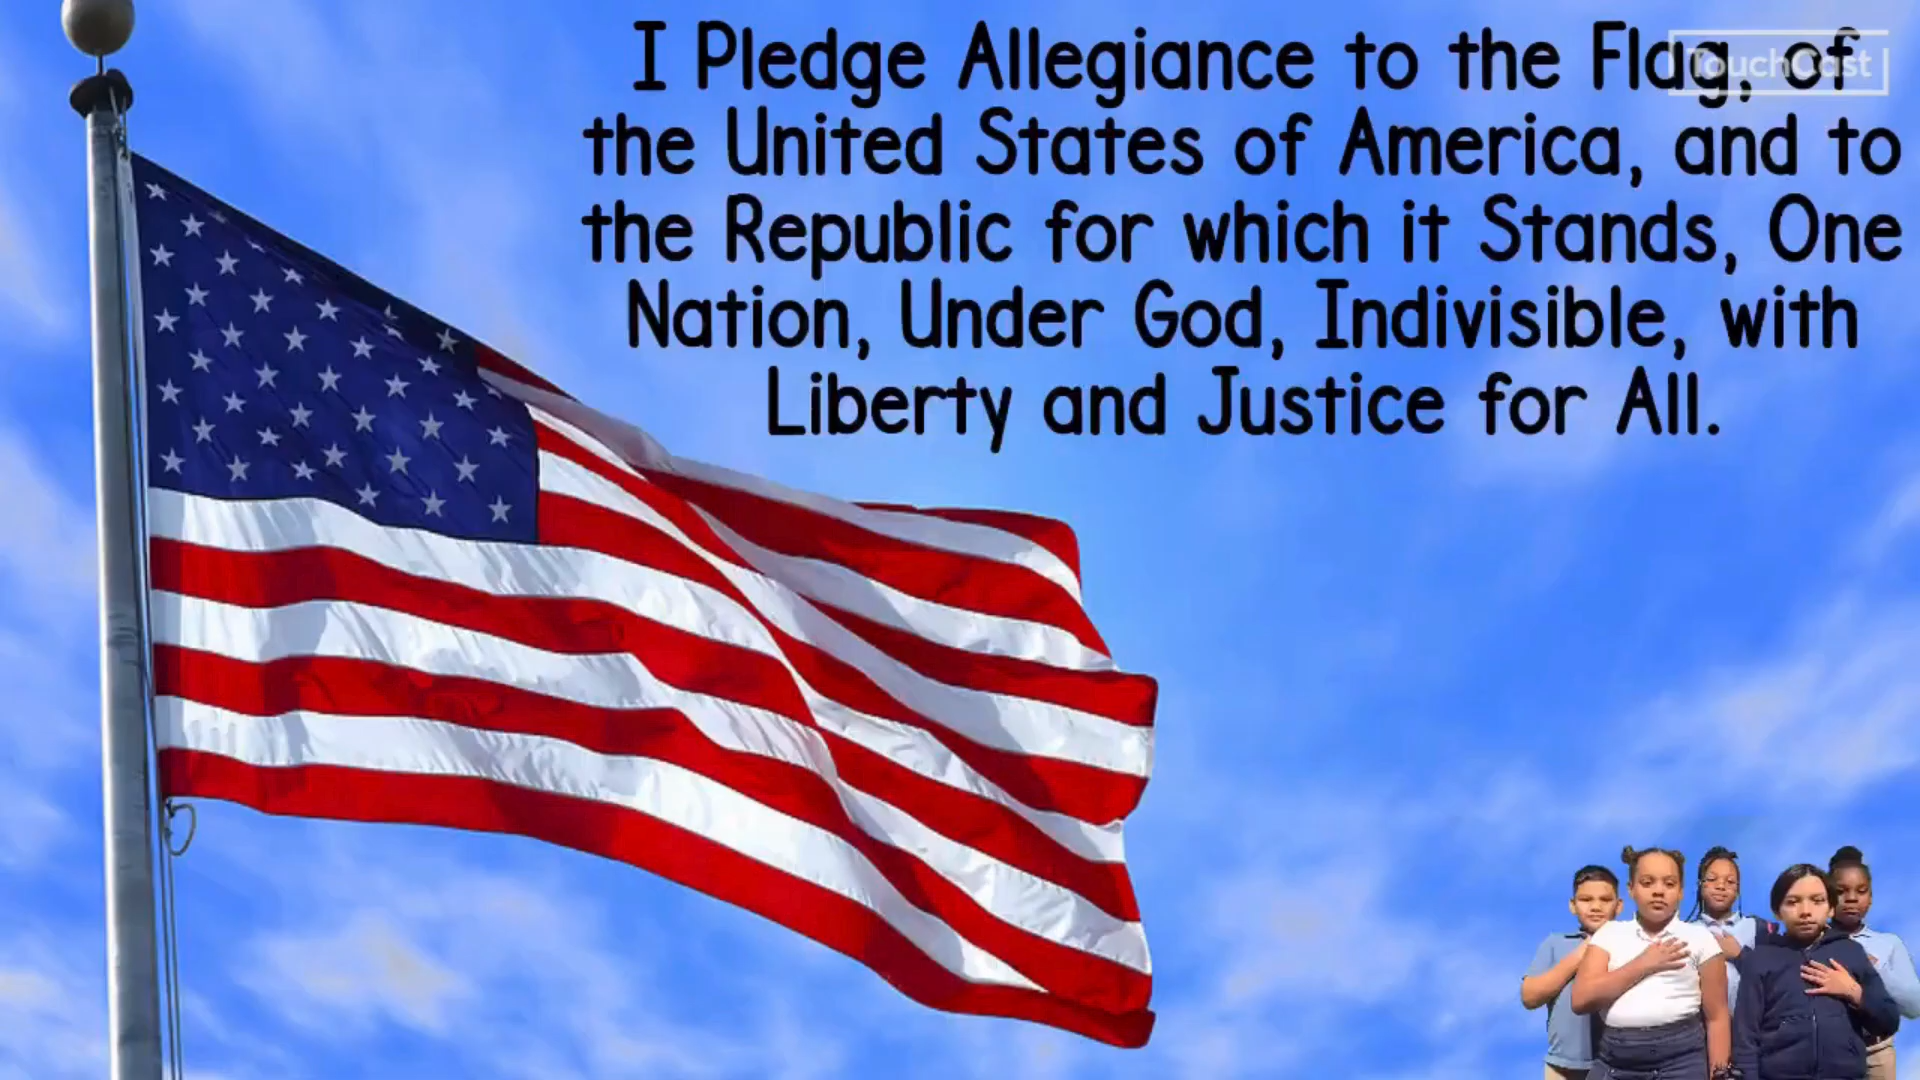 I Pledge Allegiance to the Flag, of
the United States of America, and to
the Republic for which it Stands, One
Nation, Under God, Indivisible, with
Liberty and Justice for All.
TouchCast